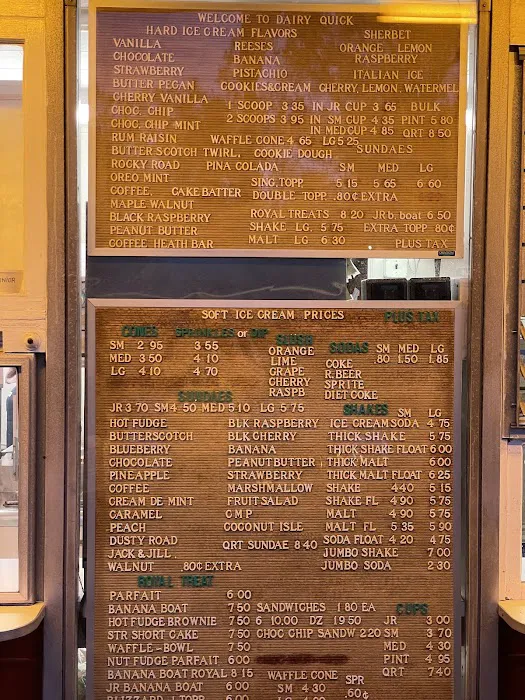 WELCOME TO DAIRY QUICK
HARD ICE CREAM FLAVORS SHERBET
VANILLA REESES ORANGE LEMON
CHOCOLATE BANANA RASPBERRY
STRAWBERRY PISTACHIO ITALIAN ICE
BUTTER PECAN COOKIES&CREAM CHERRY, LEMON, WATERMEL
CHERRY VANILLA
CHOC. CHIP 1 SCOOP 3 35 IN JR CUP 3 65 BULK
CHOC. CHIP MINT 2 SCOOPS 3 95 IN SM CUP 4 35 PINT 5 80
IN MED CUP 4 85 QRT 8 50
RUM RAISIN WAFFLE CONE 4 65 LG 5 25
BUTTER SCOTCH TWIRL, COOKIE DOUGH SUNDAES
ROCKY ROAD PINA COLADA SM MED LG
OREO MINT SING, TOPP 5 15 5 65 6 60
COFFEE, CAKE BATTER DOUBLE TOPP .80¢ EXTRA
MAPLE WALNUT
BLACK RASPBERRY ROYAL TREATS 8 20 JR b. boat 6 50
PEANUT BUTTER SHAKE LG. 5 75 EXTRA TOPP 80¢
COFFEE HEATH BAR MALT LG 6 30 PLUS TAX
SOFT ICE CREAM PRICES PLUS TAX
CONES SPRINKLES or DIP SLUSH SODAS
SM 2 95 3 55 ORANGE SM MED LG
MED 3 50 4 10 LIME COKE .80 1.50 1.85
LG 4 10 4 70 GRAPE R.BEER
CHERRY SPRITE
RASPB DIET COKE
SUNDAES
JR 3 70 SM 4 50 MED 5 10 LG 5 75 SHAKES SM LG
HOT FUDGE BLK RASPBERRY ICE CREAM SODA 4 75
BUTTERSCOTCH BLK CHERRY THICK SHAKE 5 75
BLUEBERRY BANANA THICK SHAKE FLOAT 6 00
CHOCOLATE PEANUT BUTTER THICK MALT 6 00
PINEAPPLE STRAWBERRY THICK MALT FLOAT 6 25
COFFEE MARSHMALLOW SHAKE 4 40 5 15
CREAM DE MINT FRUIT SALAD SHAKE FL 4 90 5 75
CARAMEL C M P MALT 4 90 5 75
PEACH COCONUT ISLE MALT FL 5 35 5 90
DUSTY ROAD QRT SUNDAE 8 40 SODA FLOAT 4 20 4 75
JACK & JILL . JUMBO SHAKE 7 00
WALNUT .80¢ EXTRA JUMBO SODA 2 30
ROYAL TREAT
PARFAIT 6 00
BANANA BOAT 7 50 SANDWICHES 1 80 EA CUPS
HOT FUDGE BROWNIE 7 50 6 10.00 DZ 19 50 JR 3 00
STR SHORT CAKE 7 50 CHOC CHIP SANDW 2 20 SM 3 70
WAFFLE-BOWL 7 50 MED 4 30
NUT FUDGE PARFAIT 6 00 PINT 4 95
BANANA BOAT ROYAL 8 15 WAFFLE CONE SPR QRT 7 40
JR BANANA BOAT 6 00 SM 4 30 .60¢